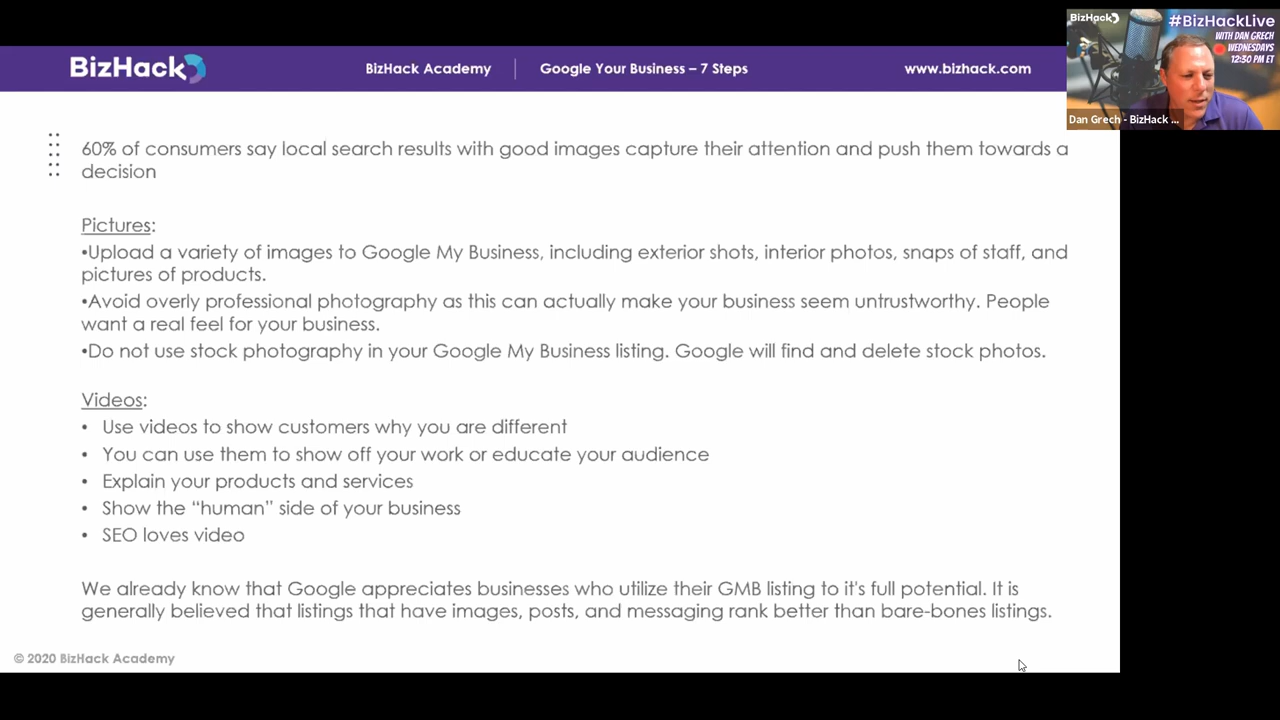 BizHack
BizHack Academy | Google Your Business – 7 Steps
www.bizhack.com
BizHack
#BizHackLive
WITH DAN GRECH
WEDNESDAYS
12:30 PM ET
Dan Grech - BizHack ...
60% of consumers say local search results with good images capture their attention and push them towards a
decision
Pictures:
•Upload a variety of images to Google My Business, including exterior shots, interior photos, snaps of staff, and
pictures of products.
•Avoid overly professional photography as this can actually make your business seem untrustworthy. People
want a real feel for your business.
•Do not use stock photography in your Google My Business listing. Google will find and delete stock photos.
Videos:
• Use videos to show customers why you are different
• You can use them to show off your work or educate your audience
• Explain your products and services
• Show the “human” side of your business
• SEO loves video
We already know that Google appreciates businesses who utilize their GMB listing to it's full potential. It is
generally believed that listings that have images, posts, and messaging rank better than bare-bones listings.
© 2020 BizHack Academy